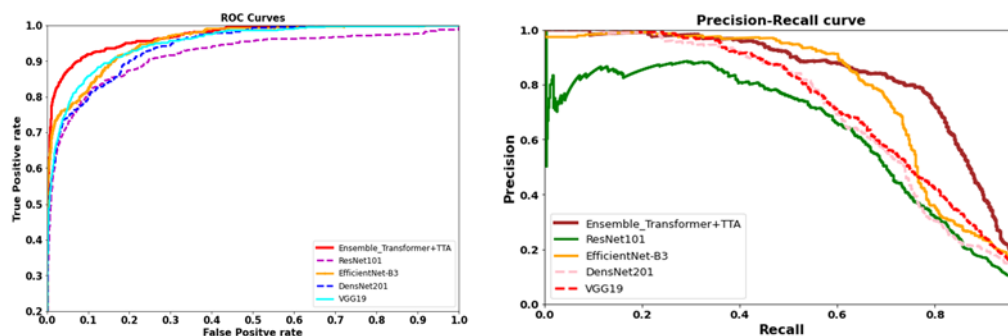 ROC Curves
True Positive rate
1.0
0.9
0.8
0.7
0.6
0.5
0.4
0.3
0.2
Ensemble_Transformer+TTA
ResNet101
EfficientNet-B3
DensNet201
VGG19
0.0 0.1 0.2 0.3 0.4 0.5 0.6 0.7 0.8 0.9 1.0
False Positve rate
Precision-Recall curve
Precision
1.0
0.8
0.6
0.4
0.2
0.0
Ensemble_Transformer+TTA
ResNet101
EfficientNet-B3
DensNet201
VGG19
0.0 0.2 0.4 0.6 0.8
Recall